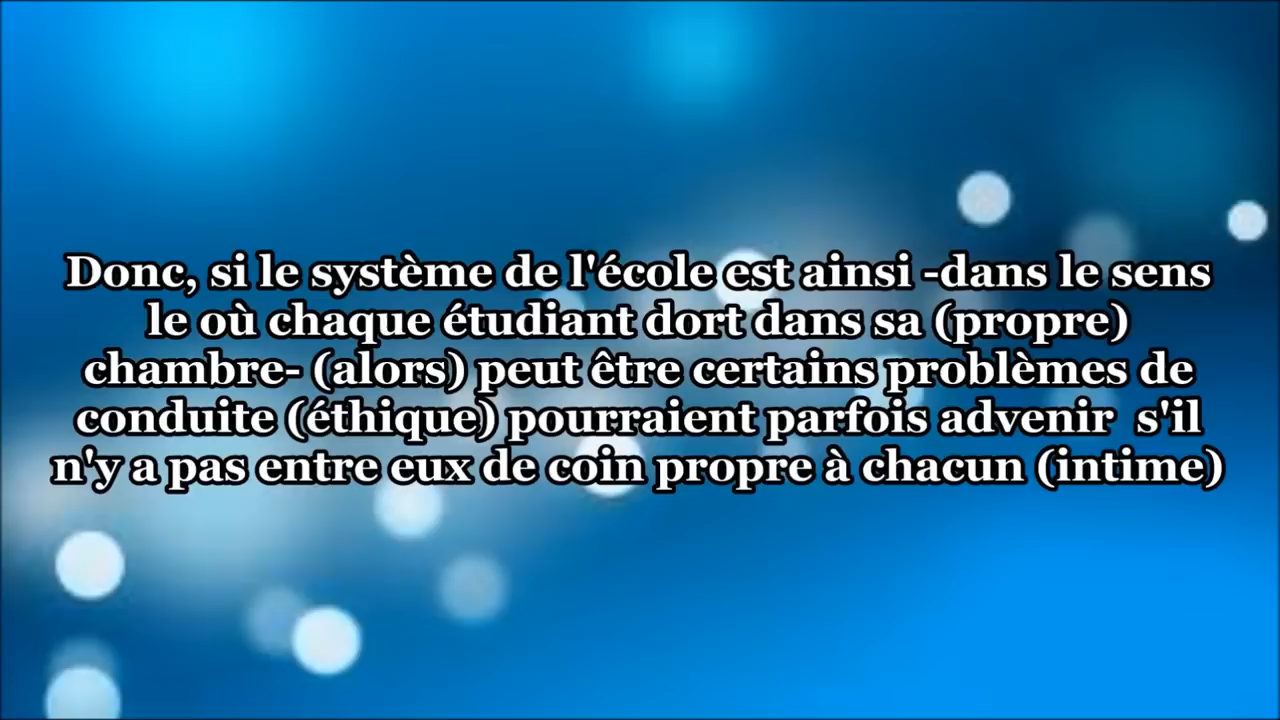 Donc, si le système de l'école est ainsi -dans le sens
le où chaque étudiant dort dans sa (propre)
chambre- (alors) peut être certains problèmes de
conduite (éthique) pourraient parfois advenir  s'il
n'y a pas entre eux de coin propre à chacun (intime)